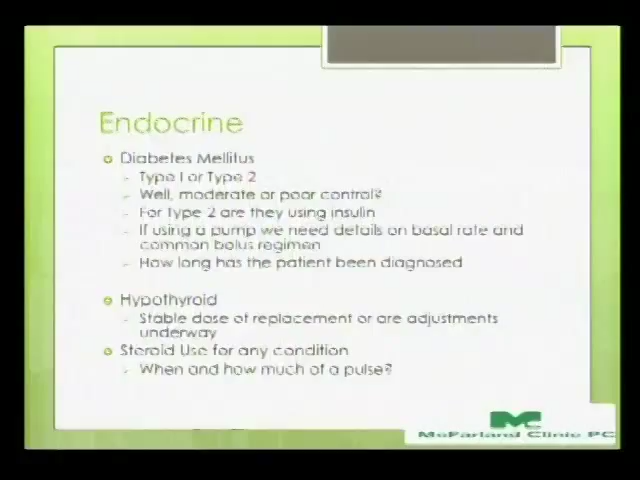 Endocrine
Diabetes Mellitus
Type I or Type 2
Well, moderate or poor control?
For Type 2 are they using insulin
If using a pump we need details on basal rate and
common bolus regimen
How long has the patient been diagnosed
Hypothyroid
Stable dose of replacement or are adjustments
underway
Steroid Use for any condition
When and how much of a pulse?
McFarland Clinic PC